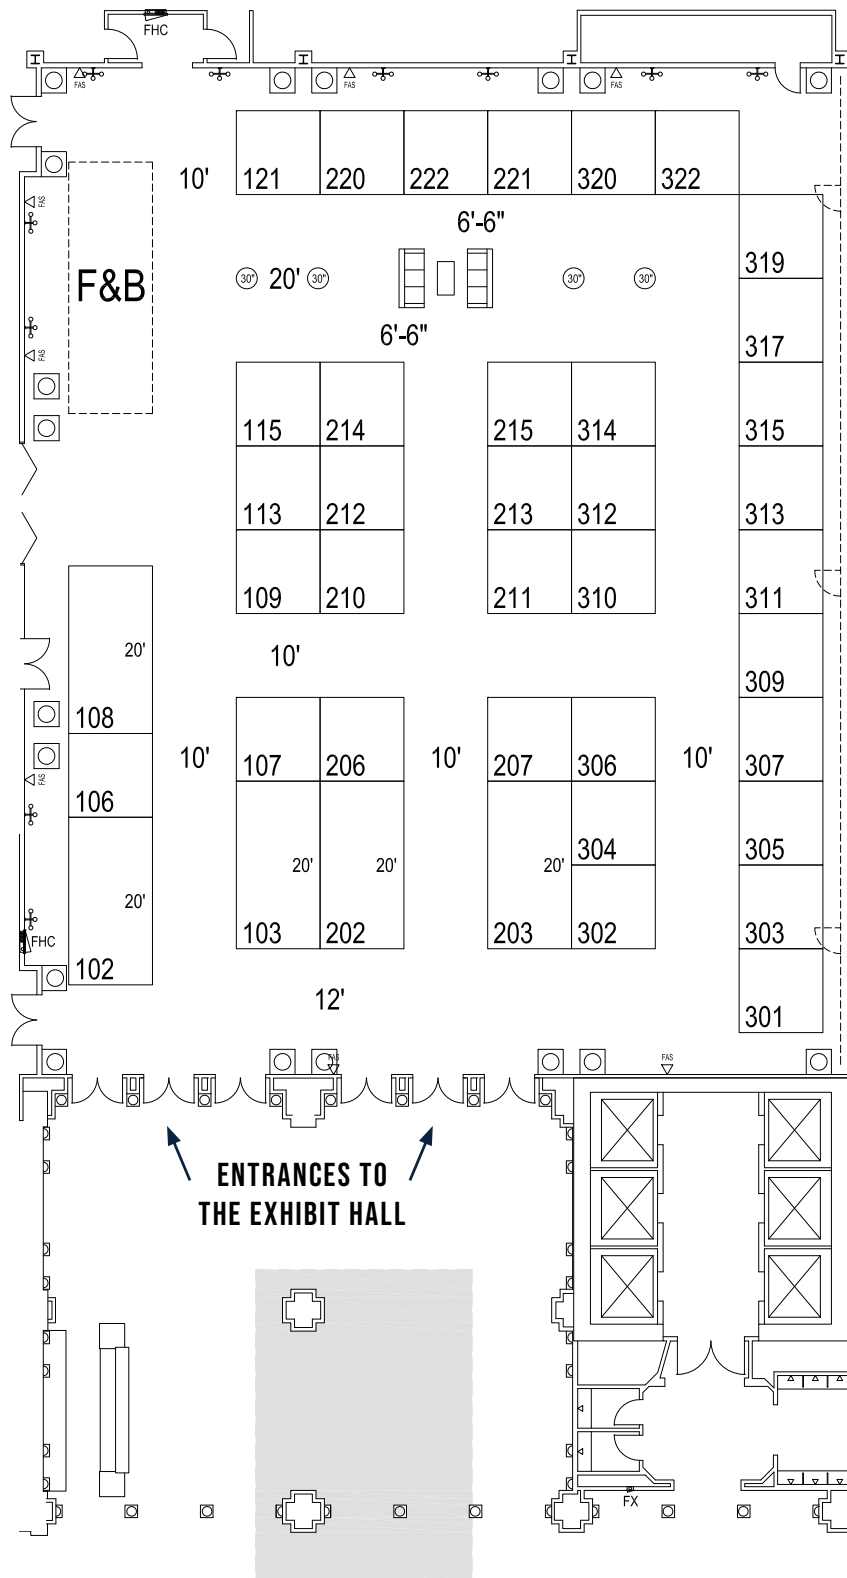 FHC
FAS
FAS
FAS
10' 121 220 222 221 320 322
FAS
6'-6"
319
30" 20' 30" 30" 30"
F&B
6'-6"
317
FAS
115 214 215 314 315
113 212 213 312 313
109 210 211 310 311
20'
10'
309
108
10' 107 206 10' 207 306 10' 307
FAS
106
304 305
20' 20' 20'
20'
FHC
103 202 203 302 303
102
12'
301
FAS
FAS
ENTRANCES TO
THE EXHIBIT HALL
FX